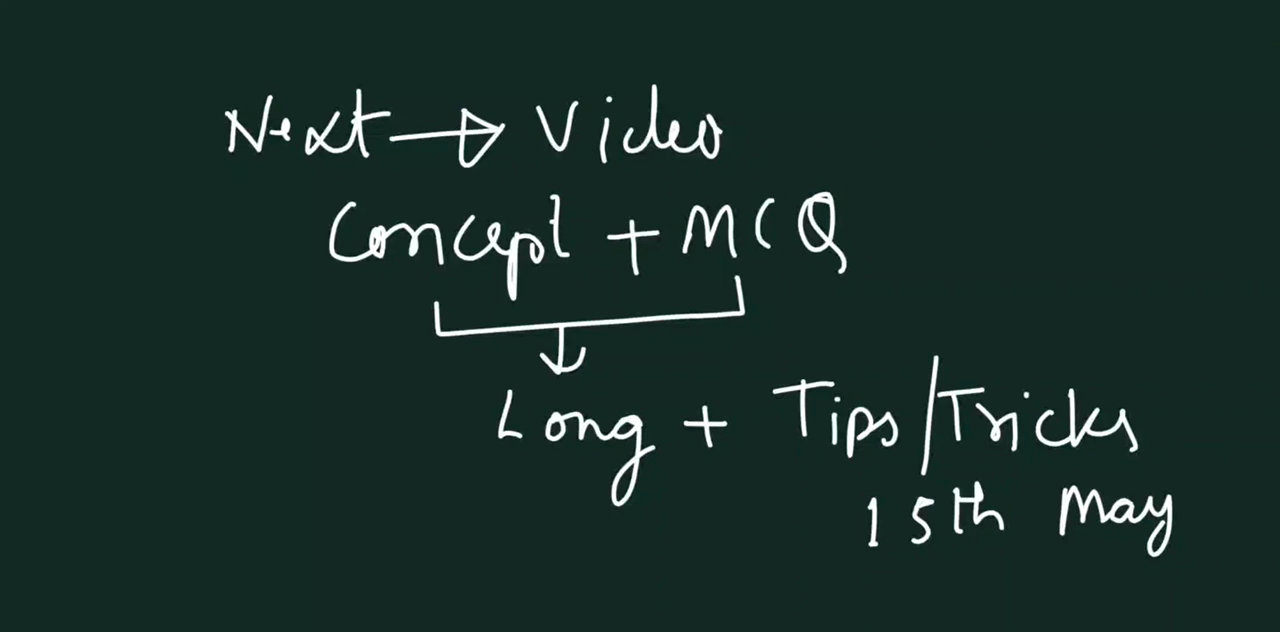 Next → Video
Concept + MCQ
↓
Long + Tips/Tricks
15th May